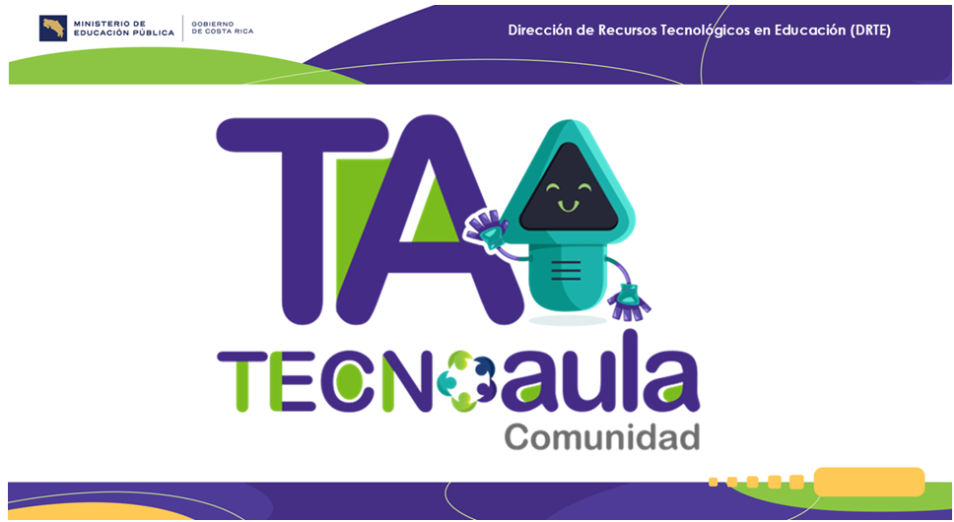 MINISTERIO DE
EDUCACIÓN PÚBLICA
GOBIERNO
DE COSTA RICA
Dirección de Recursos Tecnológicos en Educación (DRTE)
TA
TECNOaula
Comunidad